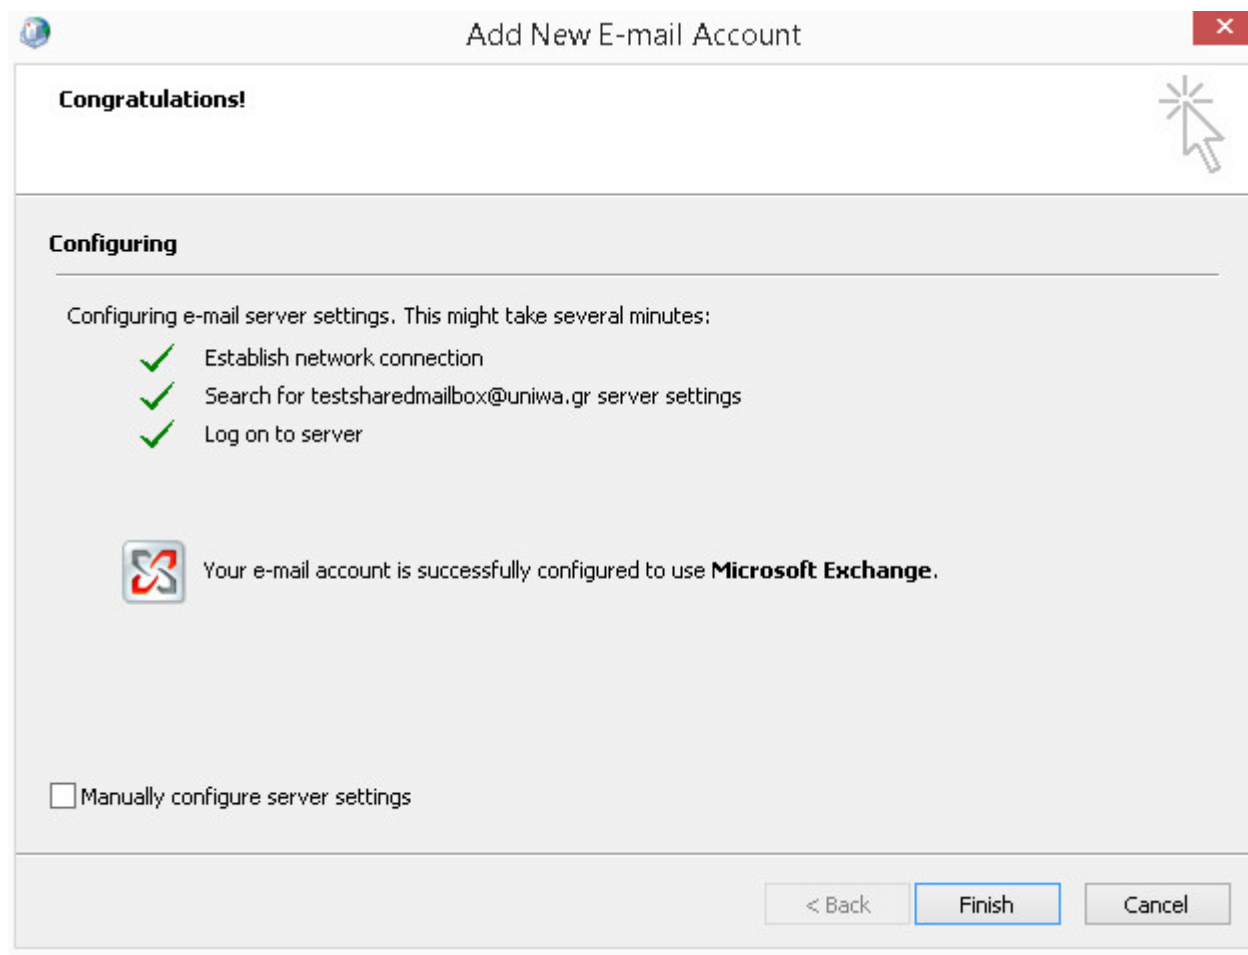 Add New E-mail Account
Congratulations!
Configuring
Configuring e-mail server settings. This might take several minutes:
Establish network connection
Search for testsharedmailbox@uniwa.gr server settings
Log on to server
Your e-mail account is successfully configured to use Microsoft Exchange.
Manually configure server settings
< Back Finish Cancel